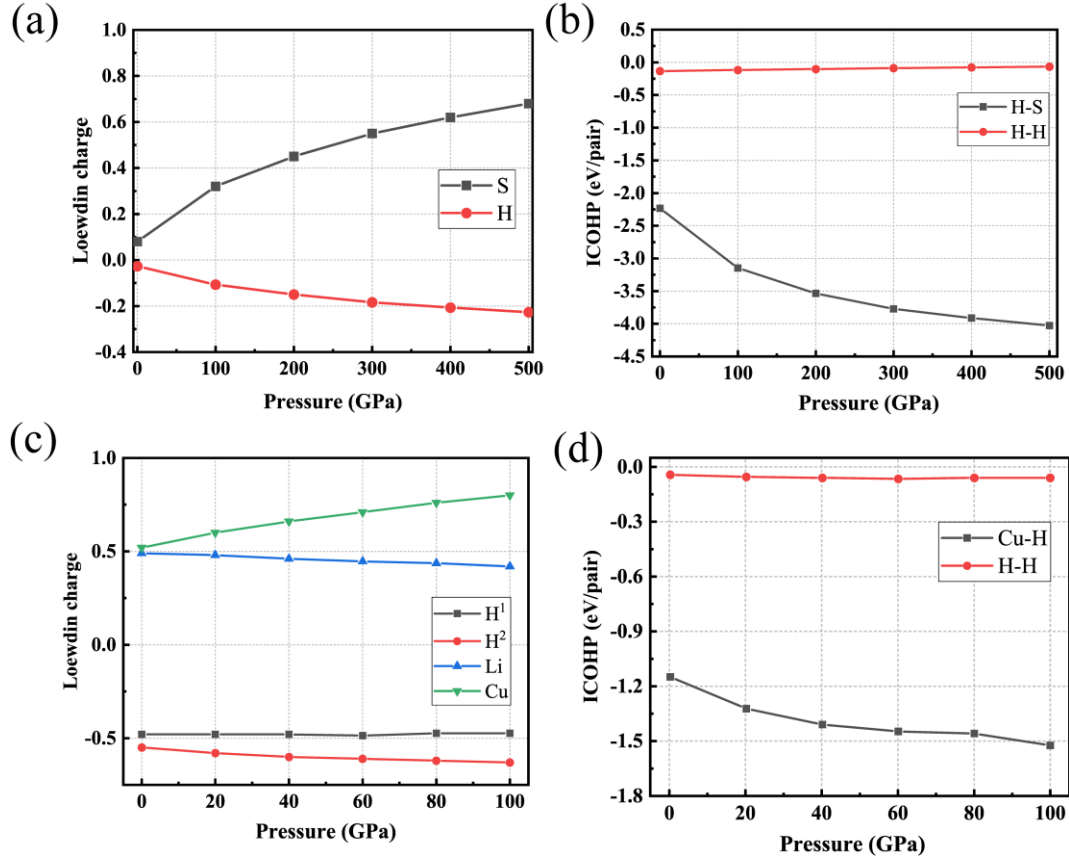 (a)
1.0
0.8
0.6
0.4
0.2
0.0
-0.2
-0.4
Loewdin charge
S
H
0 100 200 300 400 500
Pressure (GPa)
(b)
0.5
0.0
-0.5
-1.0
-1.5
-2.0
-2.5
-3.0
-3.5
-4.0
-4.5
ICOHP (eV/pair)
H-S
H-H
0 100 200 300 400 500
Pressure (GPa)
(c)
1.0
0.5
0.0
-0.5
Loewdin charge
H¹
H²
Li
Cu
0 20 40 60 80 100
Pressure (GPa)
(d)
0.0
-0.3
-0.6
-0.9
-1.2
-1.5
-1.8
ICOHP (eV/pair)
Cu-H
H-H
0 20 40 60 80 100
Pressure (GPa)